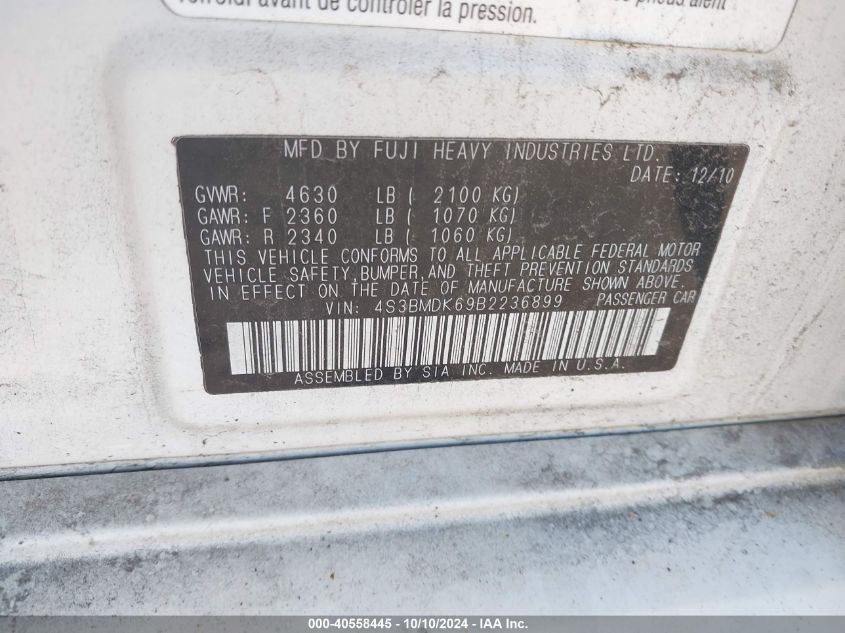 avant de contrôler la pression.
pneus aient
MFD BY FUJI HEAVY INDUSTRIES LTD.
DATE: 12/10
GVWR: 4630 LB ( 2100 KG)
GAWR: F 2360 LB ( 1070 KG)
GAWR: R 2340 LB ( 1060 KG)
THIS VEHICLE CONFORMS TO ALL APPLICABLE FEDERAL MOTOR
VEHICLE SAFETY,BUMPER,AND THEFT PREVENTION STANDARDS
IN EFFECT ON THE DATE OF MANUFACTURE SHOWN ABOVE.
VIN: 4S3BMDK69B2236899 PASSENGER CAR
ASSEMBLED BY SIA INC. MADE IN U.S.A.
000-40558445 - 10/10/2024 - IAA Inc.